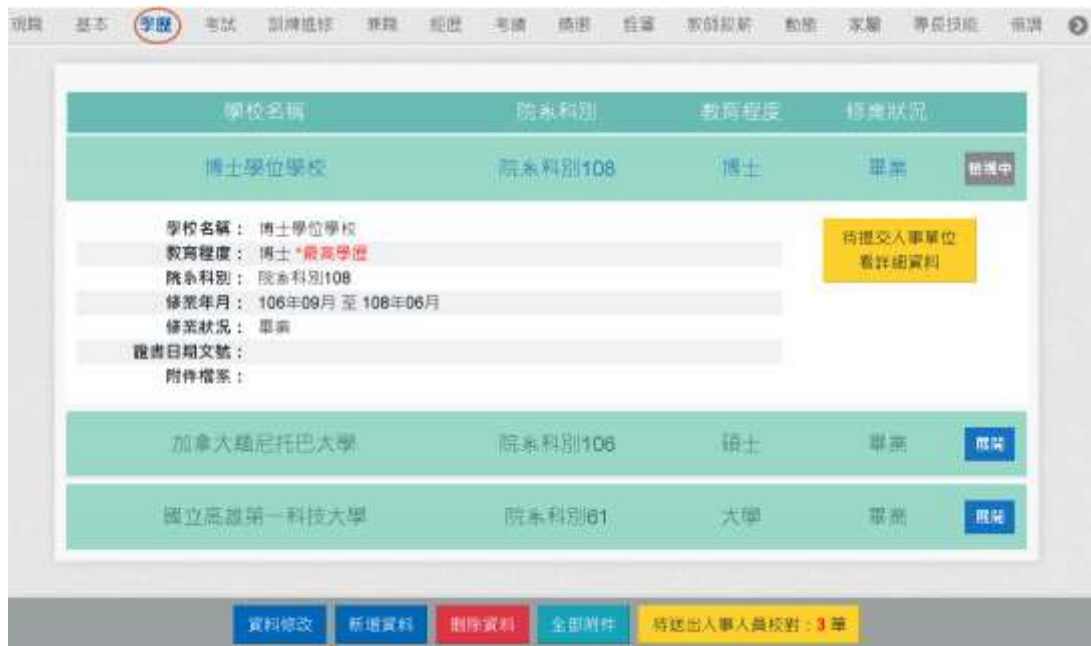 現職 基本 學歷 考試 訓練進修 兼職 經歷 考績 獎懲 銓審 教師敘薪 動態 家屬 專長技能 借調
學校名稱 院系科別 教育程度 修業狀況
博士學位學校 院系科別108 博士 畢業 檢視中
學校名稱： 博士學位學校
教育程度： 博士 *最高學歷
院系科別： 院系科別108
修業年月： 106年09月 至 108年06月
修業狀況： 畢業
證書日期文號：
附件檔案：
待提交人事單位
看詳細資料
加拿大緬尼托巴大學 院系科別106 碩士 畢業 展開
國立高雄第一科技大學 院系科別61 大學 畢業 展開
資料修改 新增資料 刪除資料 全部附件 待送出人事人員校對：3 筆